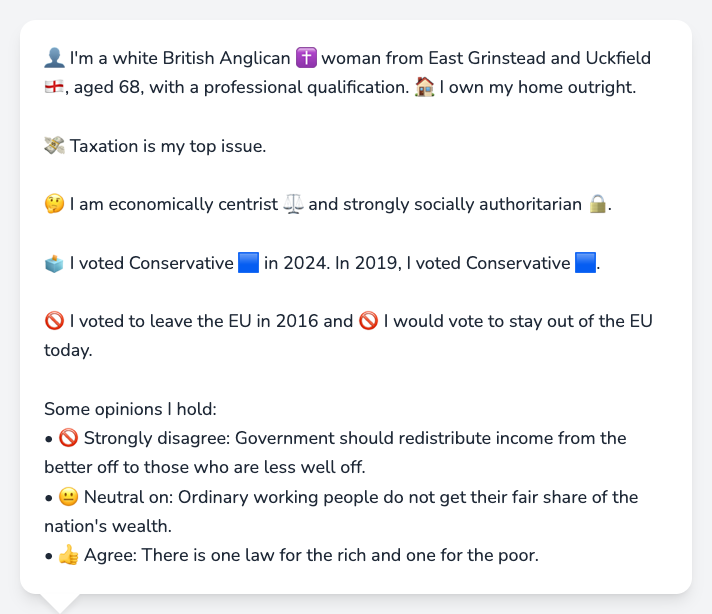 👤 I'm a white British Anglican ✝️ woman from East Grinstead and Uckfield
🏴󠁧󠁢󠁥󠁮󠁧󠁿, aged 68, with a professional qualification. 🏠 I own my home outright.
💸 Taxation is my top issue.
🤔 I am economically centrist ⚖️ and strongly socially authoritarian 🔒.
🗳️ I voted Conservative 🟦 in 2024. In 2019, I voted Conservative 🟦.
🚫 I voted to leave the EU in 2016 and 🚫 I would vote to stay out of the EU
today.
Some opinions I hold:
• 🚫 Strongly disagree: Government should redistribute income from the
better off to those who are less well off.
• 😐 Neutral on: Ordinary working people do not get their fair share of the
nation's wealth.
• 👍 Agree: There is one law for the rich and one for the poor.